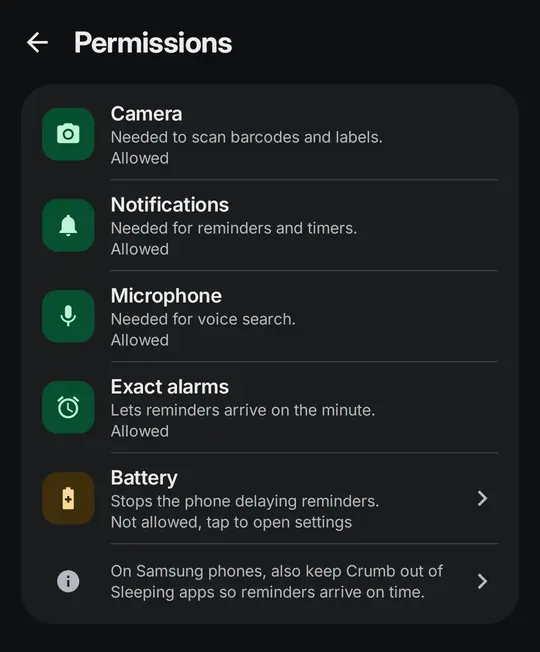 Permissions
Camera
Needed to scan barcodes and labels.
Allowed
Notifications
Needed for reminders and timers.
Allowed
Microphone
Needed for voice search.
Allowed
Exact alarms
Lets reminders arrive on the minute.
Allowed
Battery
Stops the phone delaying reminders.
Not allowed, tap to open settings
On Samsung phones, also keep Crumb out of
Sleeping apps so reminders arrive on time.